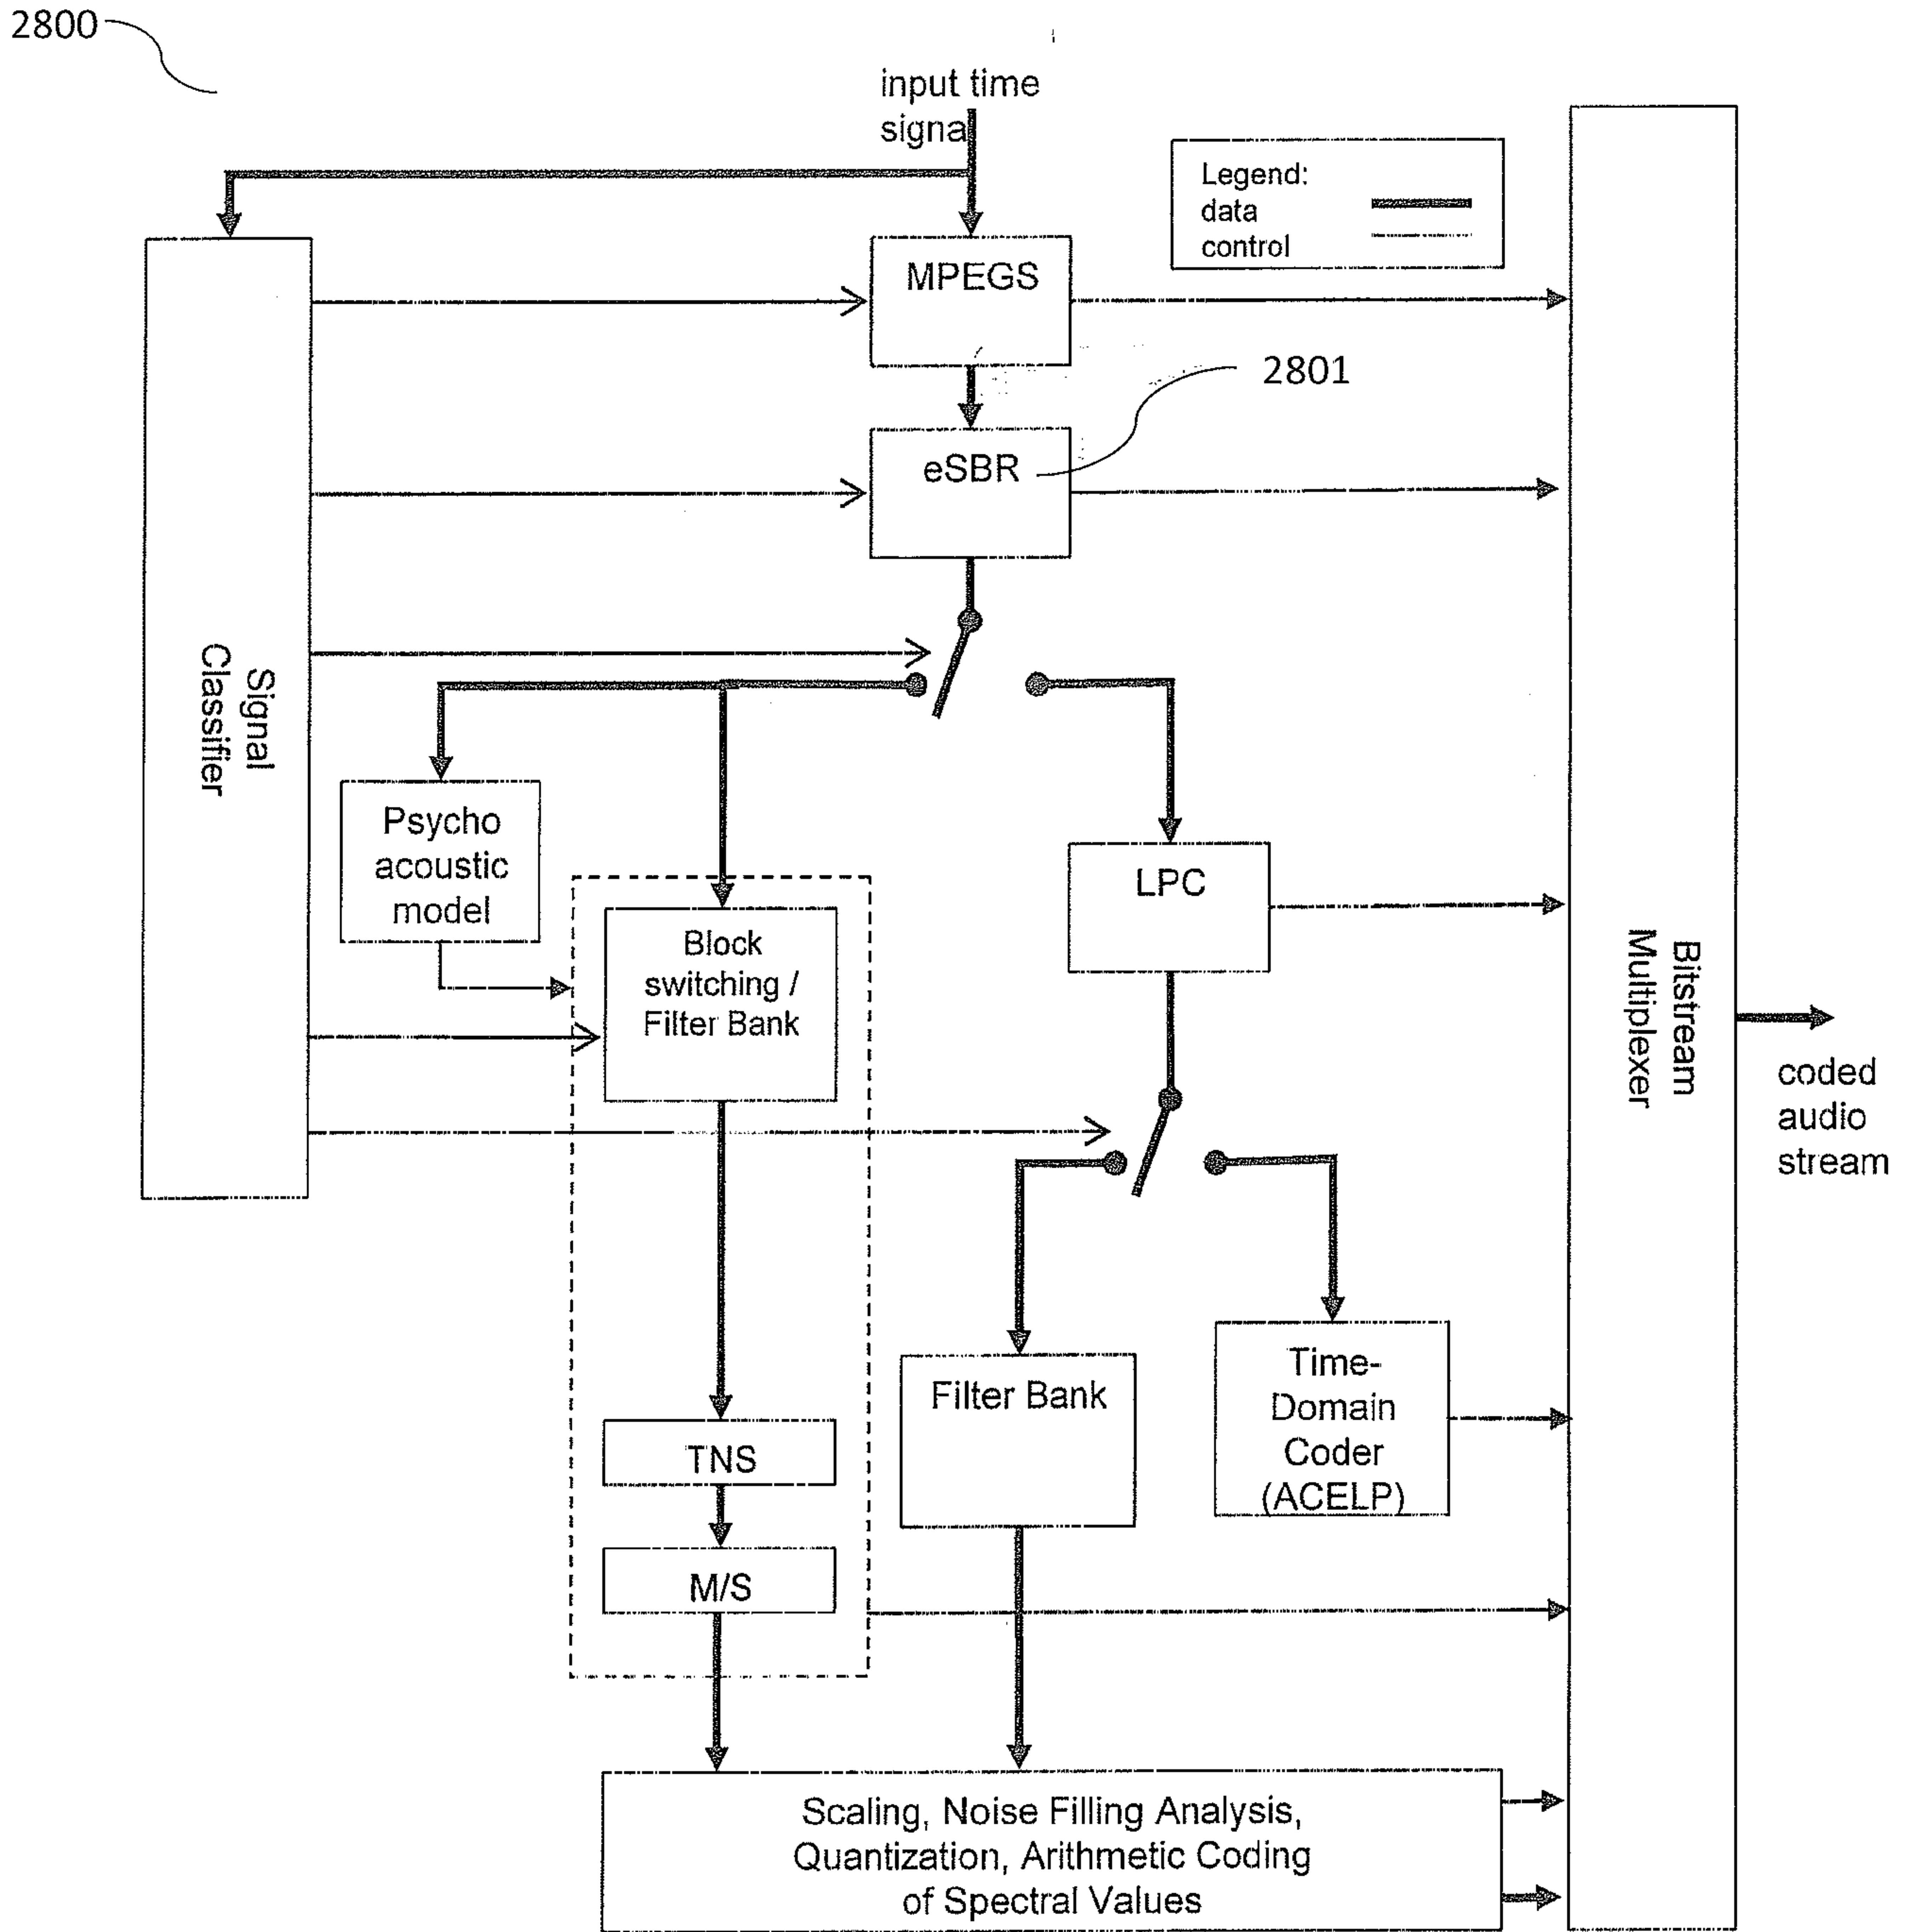 2800
input time
signal
Legend:
data
control
MPEGS
2801
eSBR
Signal
Classifier
Psycho
acoustic
model
LPC
Block
switching /
Filter Bank
Bitstream
Multiplexer
coded
audio
stream
Filter Bank
Time-
Domain
Coder
(ACELP)
TNS
M/S
Scaling, Noise Filling Analysis,
Quantization, Arithmetic Coding
of Spectral Values